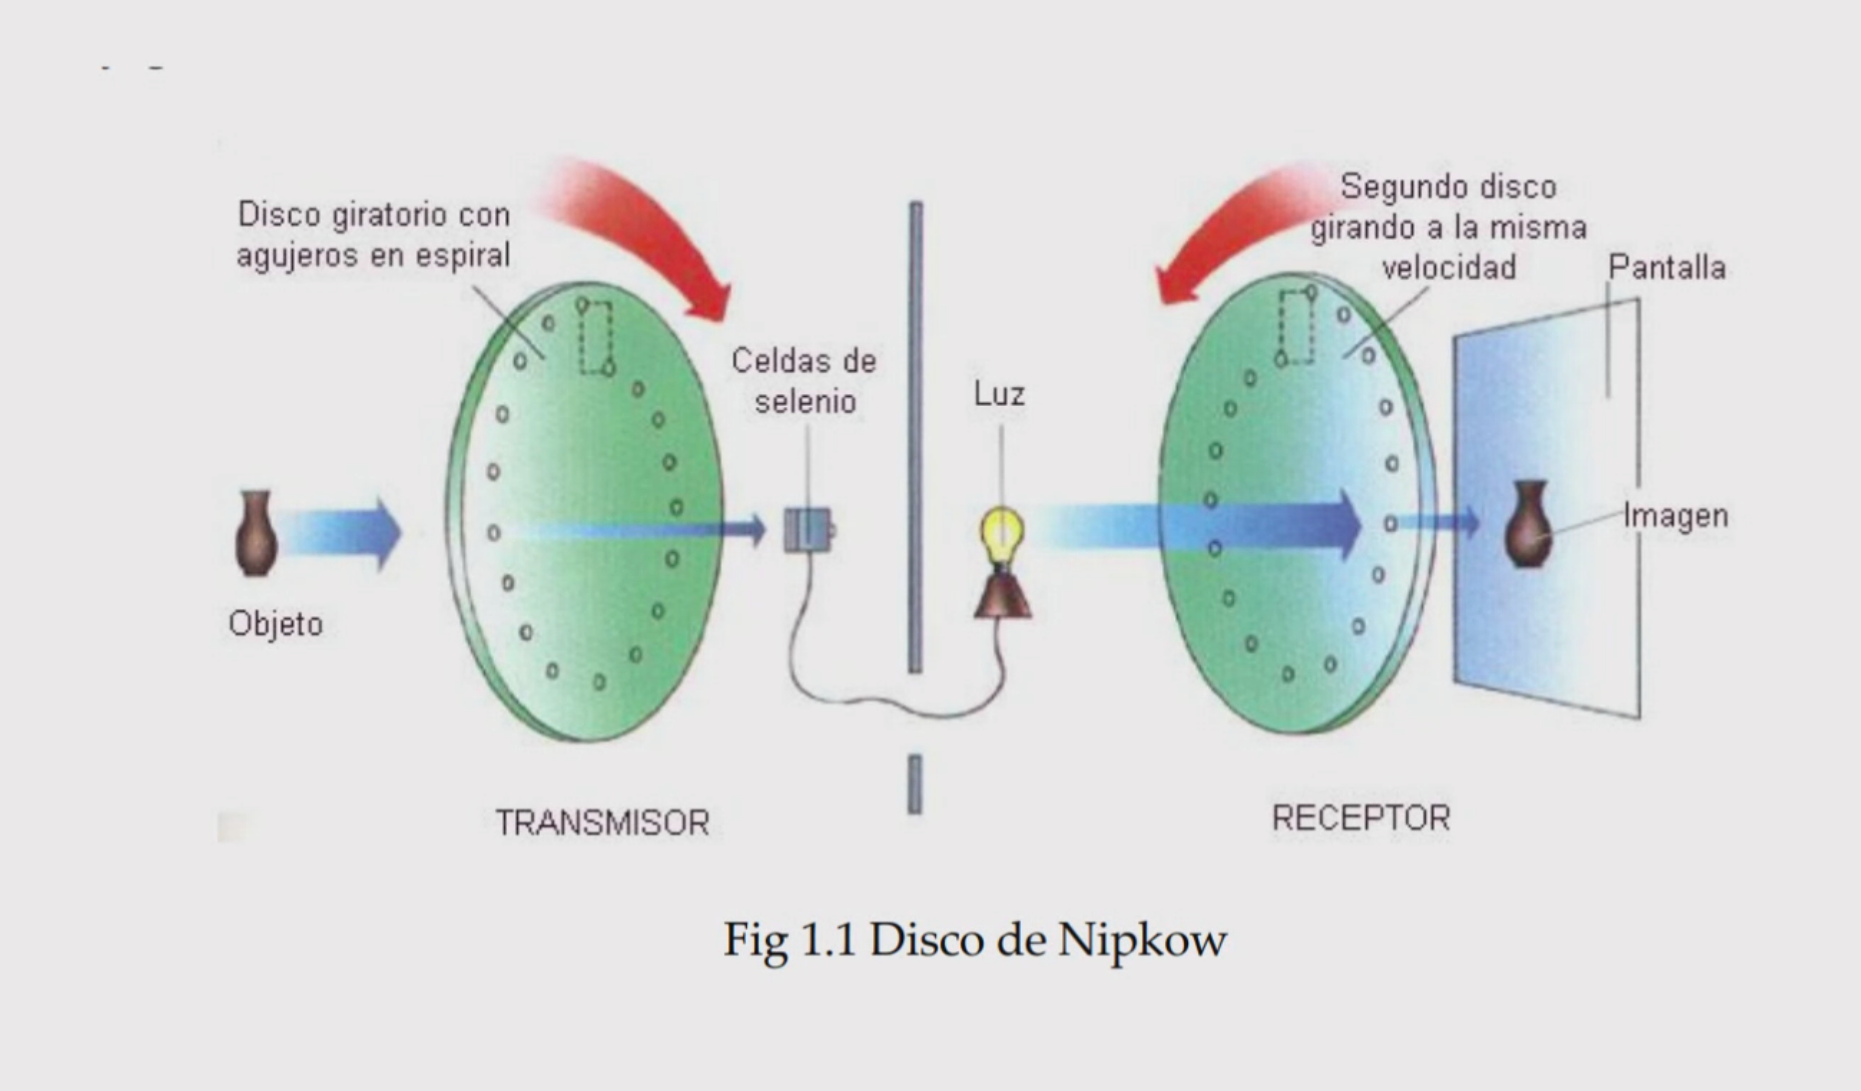 Disco giratorio con
agujeros en espiral
Segundo disco
girando a la misma
velocidad
Pantalla
Celdas de
selenio
Luz
Imagen
Objeto
TRANSMISOR
RECEPTOR
Fig 1.1 Disco de Nipkow